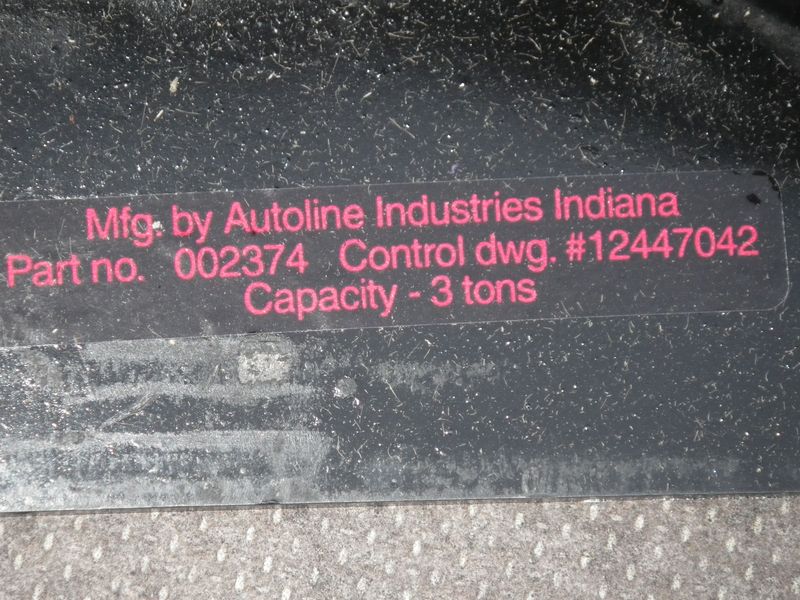 Mfg. by Autoline Industries Indiana
Part no. 002374 Control dwg. #12447042
Capacity - 3 tons